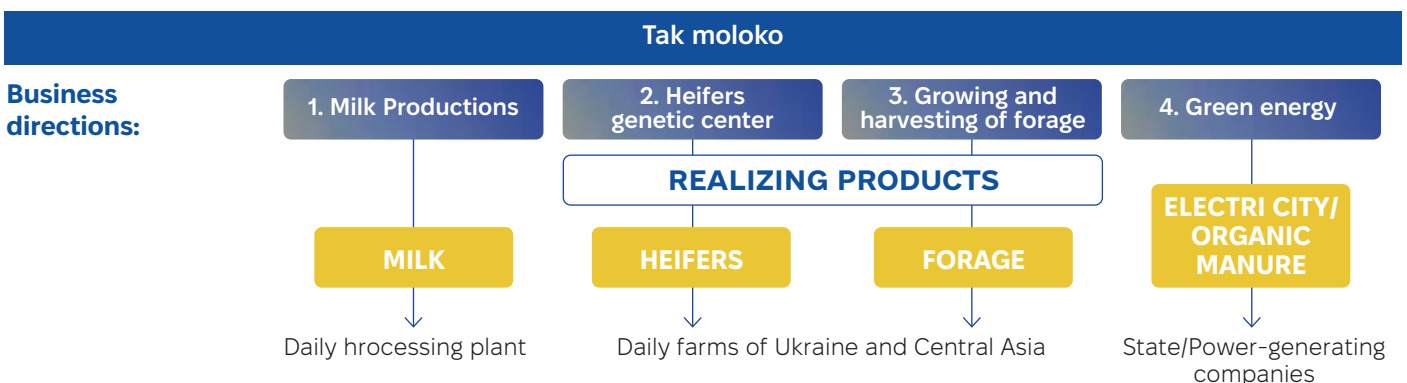 Tak moloko
Business
directions:
1. Milk Productions
2. Heifers
genetic center
3. Growing and
harvesting of forage
4. Green energy
REALIZING PRODUCTS
MILK
HEIFERS
FORAGE
ELECTRI CITY/
ORGANIC
MANURE
Daily hrocessing plant
Daily farms of Ukraine and Central Asia
State/Power-generating
companies